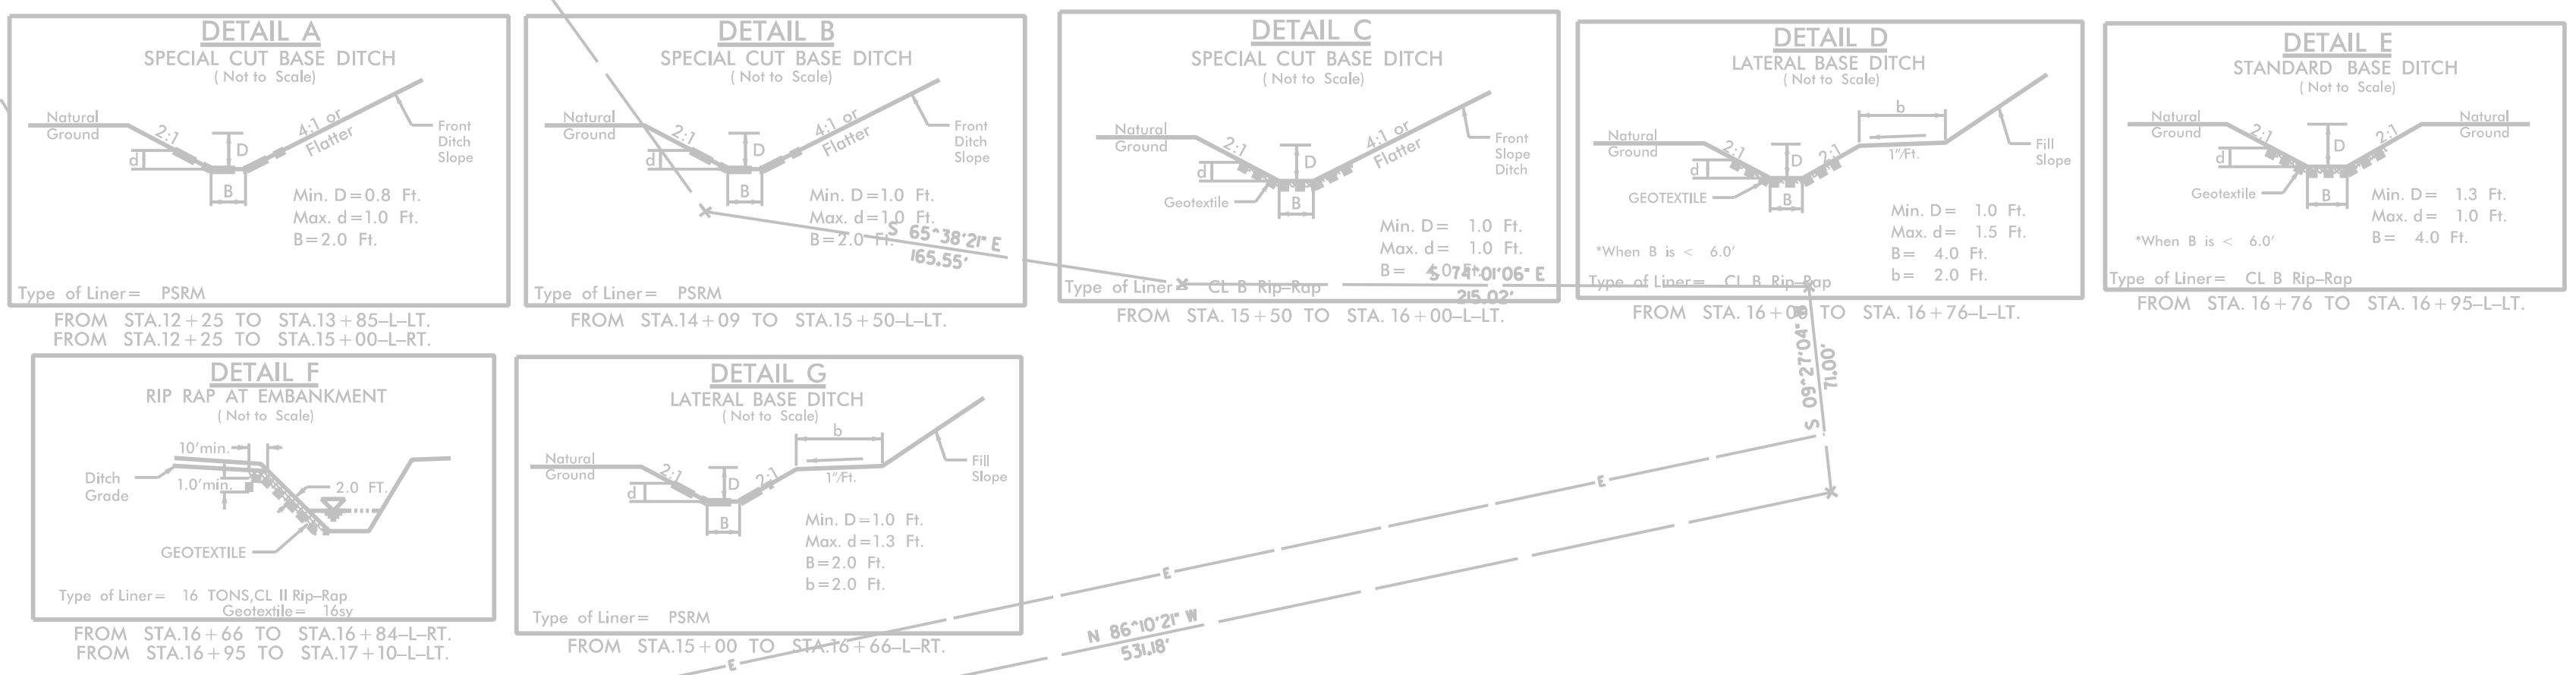 DETAIL A
SPECIAL CUT BASE DITCH
( Not to Scale)
Natural
Ground
2:1
d
D
B
4:1 or
Flatter
Front
Ditch
Slope
Min. D=0.8 Ft.
Max. d=1.0 Ft.
B=2.0 Ft.
Type of Liner= PSRM
FROM STA.12+25 TO STA.13+85-L-LT.
FROM STA.12+25 TO STA.15+00-L-RT.
DETAIL B
SPECIAL CUT BASE DITCH
( Not to Scale)
Natural
Ground
2:1
d
D
B
4:1 or
Flatter
Front
Ditch
Slope
Min. D=1.0 Ft.
Max. d=1.0 Ft.
B=2.0 Ft.
Type of Liner= PSRM
FROM STA.14+09 TO STA.15+50-L-LT.
S 65^38'21" E
165.55'
DETAIL C
SPECIAL CUT BASE DITCH
( Not to Scale)
Natural
Ground
2:1
d
D
B
4:1 or
Flatter
Front
Slope
Ditch
Geotextile
Min. D= 1.0 Ft.
Max. d= 1.0 Ft.
B= 4.0 Ft.
Type of Liner= CL B Rip-Rap
FROM STA. 15+50 TO STA. 16+00-L-LT.
S 74^01'06" E
215.02'
DETAIL D
LATERAL BASE DITCH
( Not to Scale)
Natural
Ground
2:1
d
D
B
2:1
b
1"/Ft.
Fill
Slope
GEOTEXTILE
Min. D= 1.0 Ft.
Max. d= 1.5 Ft.
B= 4.0 Ft.
b= 2.0 Ft.
*When B is < 6.0'
Type of Liner= CL B Rip-Rap
FROM STA. 16+00 TO STA. 16+76-L-LT.
DETAIL E
STANDARD BASE DITCH
( Not to Scale)
Natural
Ground
2:1
d
D
B
2:1
Natural
Ground
Geotextile
Min. D= 1.3 Ft.
Max. d= 1.0 Ft.
B= 4.0 Ft.
*When B is < 6.0'
Type of Liner= CL B Rip-Rap
FROM STA. 16+76 TO STA. 16+95-L-LT.
DETAIL F
RIP RAP AT EMBANKMENT
( Not to Scale)
10'min.
Ditch
Grade
1.0'min.
2.0 FT.
GEOTEXTILE
Type of Liner= 16 TONS,CL II Rip-Rap
Geotextile= 16sy
FROM STA.16+66 TO STA.16+84-L-RT.
FROM STA.16+95 TO STA.17+10-L-LT.
DETAIL G
LATERAL BASE DITCH
( Not to Scale)
Natural
Ground
2:1
d
D
B
2:1
b
1"/Ft.
Fill
Slope
Min. D=1.0 Ft.
Max. d=1.3 Ft.
B=2.0 Ft.
b=2.0 Ft.
Type of Liner= PSRM
FROM STA.15+00 TO STA.16+66-L-RT.
S 09^27'04"
71.00'
E
E
E
N 86^10'21" W
531.18'